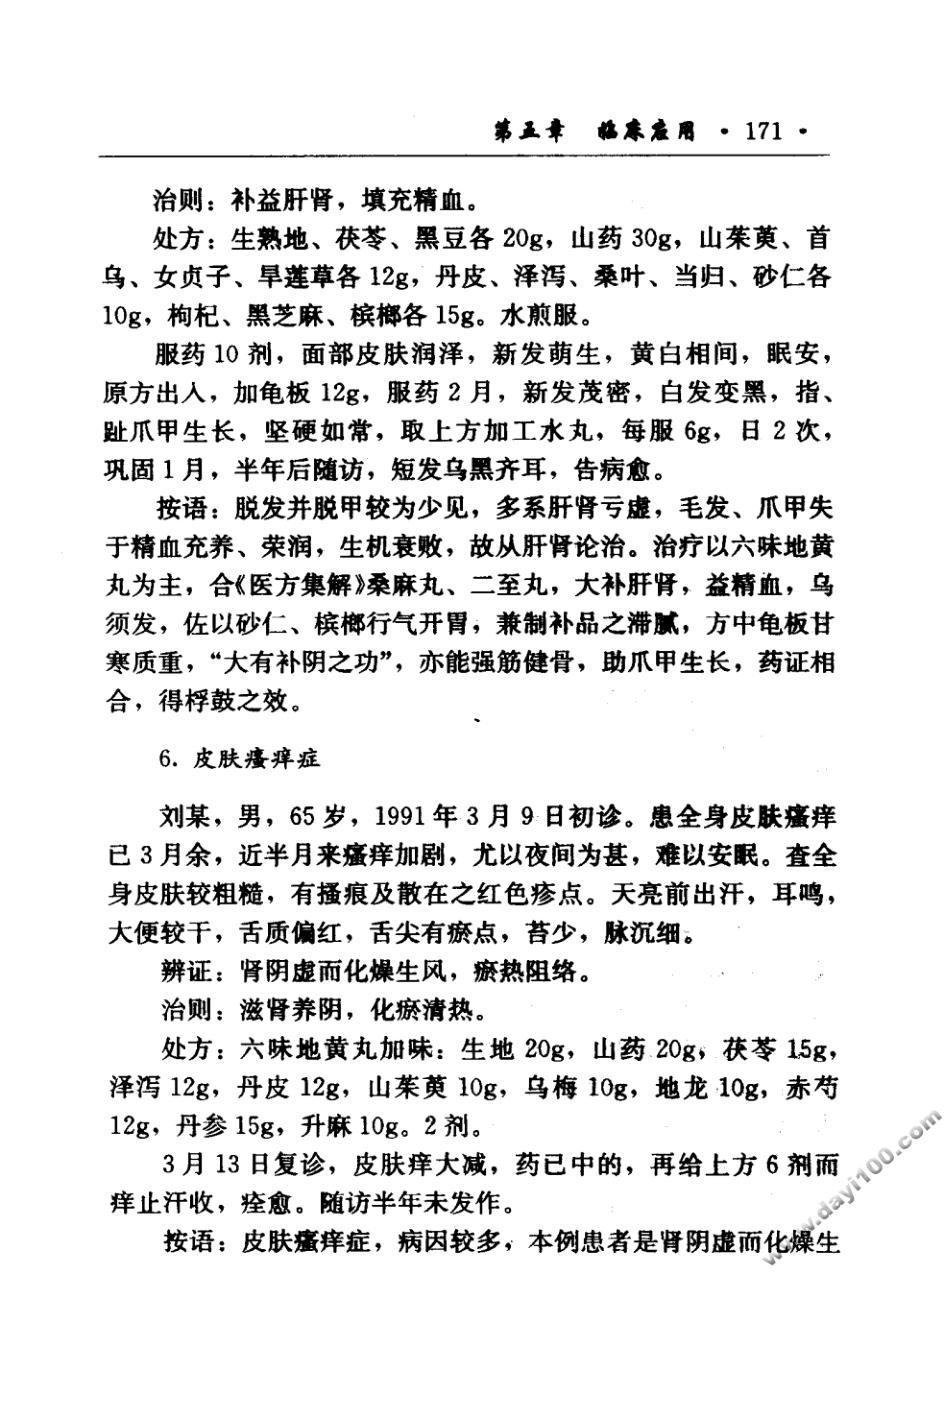 第五章 临床应用 · 171 ·
治则：补益肝肾，填充精血。
处方：生熟地、茯苓、黑豆各 20g，山药 30g，山茱萸、首
乌、女贞子、旱莲草各 12g，丹皮、泽泻、桑叶、当归、砂仁各
10g，枸杞、黑芝麻、槟榔各 15g。水煎服。
服药 10 剂，面部皮肤润泽，新发萌生，黄白相间，眠安，
原方出入，加龟板 12g，服药 2 月，新发茂密，白发变黑，指、
趾爪甲生长，坚硬如常，取上方加工水丸，每服 6g，日 2 次，
巩固 1 月，半年后随访，短发乌黑齐耳，告病愈。
按语：脱发并脱甲较为少见，多系肝肾亏虚，毛发、爪甲失
于精血充养、荣润，生机衰败，故从肝肾论治。治疗以六味地黄
丸为主，合《医方集解》桑麻丸、二至丸，大补肝肾，益精血，乌
须发，佐以砂仁、槟榔行气开胃，兼制补品之滞腻，方中龟板甘
寒质重，“大有补阴之功”，亦能强筋健骨，助爪甲生长，药证相
合，得桴鼓之效。
6. 皮肤瘙痒症
刘某，男，65 岁，1991 年 3 月 9 日初诊。患全身皮肤瘙痒
已 3 月余，近半月来瘙痒加剧，尤以夜间为甚，难以安眠。查全
身皮肤较粗糙，有搔痕及散在之红色疹点。天亮前出汗，耳鸣，
大便较干，舌质偏红，舌尖有瘀点，苔少，脉沉细。
辨证：肾阴虚而化燥生风，瘀热阻络。
治则：滋肾养阴，化瘀清热。
处方：六味地黄丸加味：生地 20g，山药 20g，茯苓 15g，
泽泻 12g，丹皮 12g，山茱萸 10g，乌梅 10g，地龙 10g，赤芍
12g，丹参 15g，升麻 10g。2 剂。
3 月 13 日复诊，皮肤痒大减，药已中的，再给上方 6 剂而
痒止汗收，痊愈。随访半年未发作。
按语：皮肤瘙痒症，病因较多，本例患者是肾阴虚而化燥生
www.dayi100.com